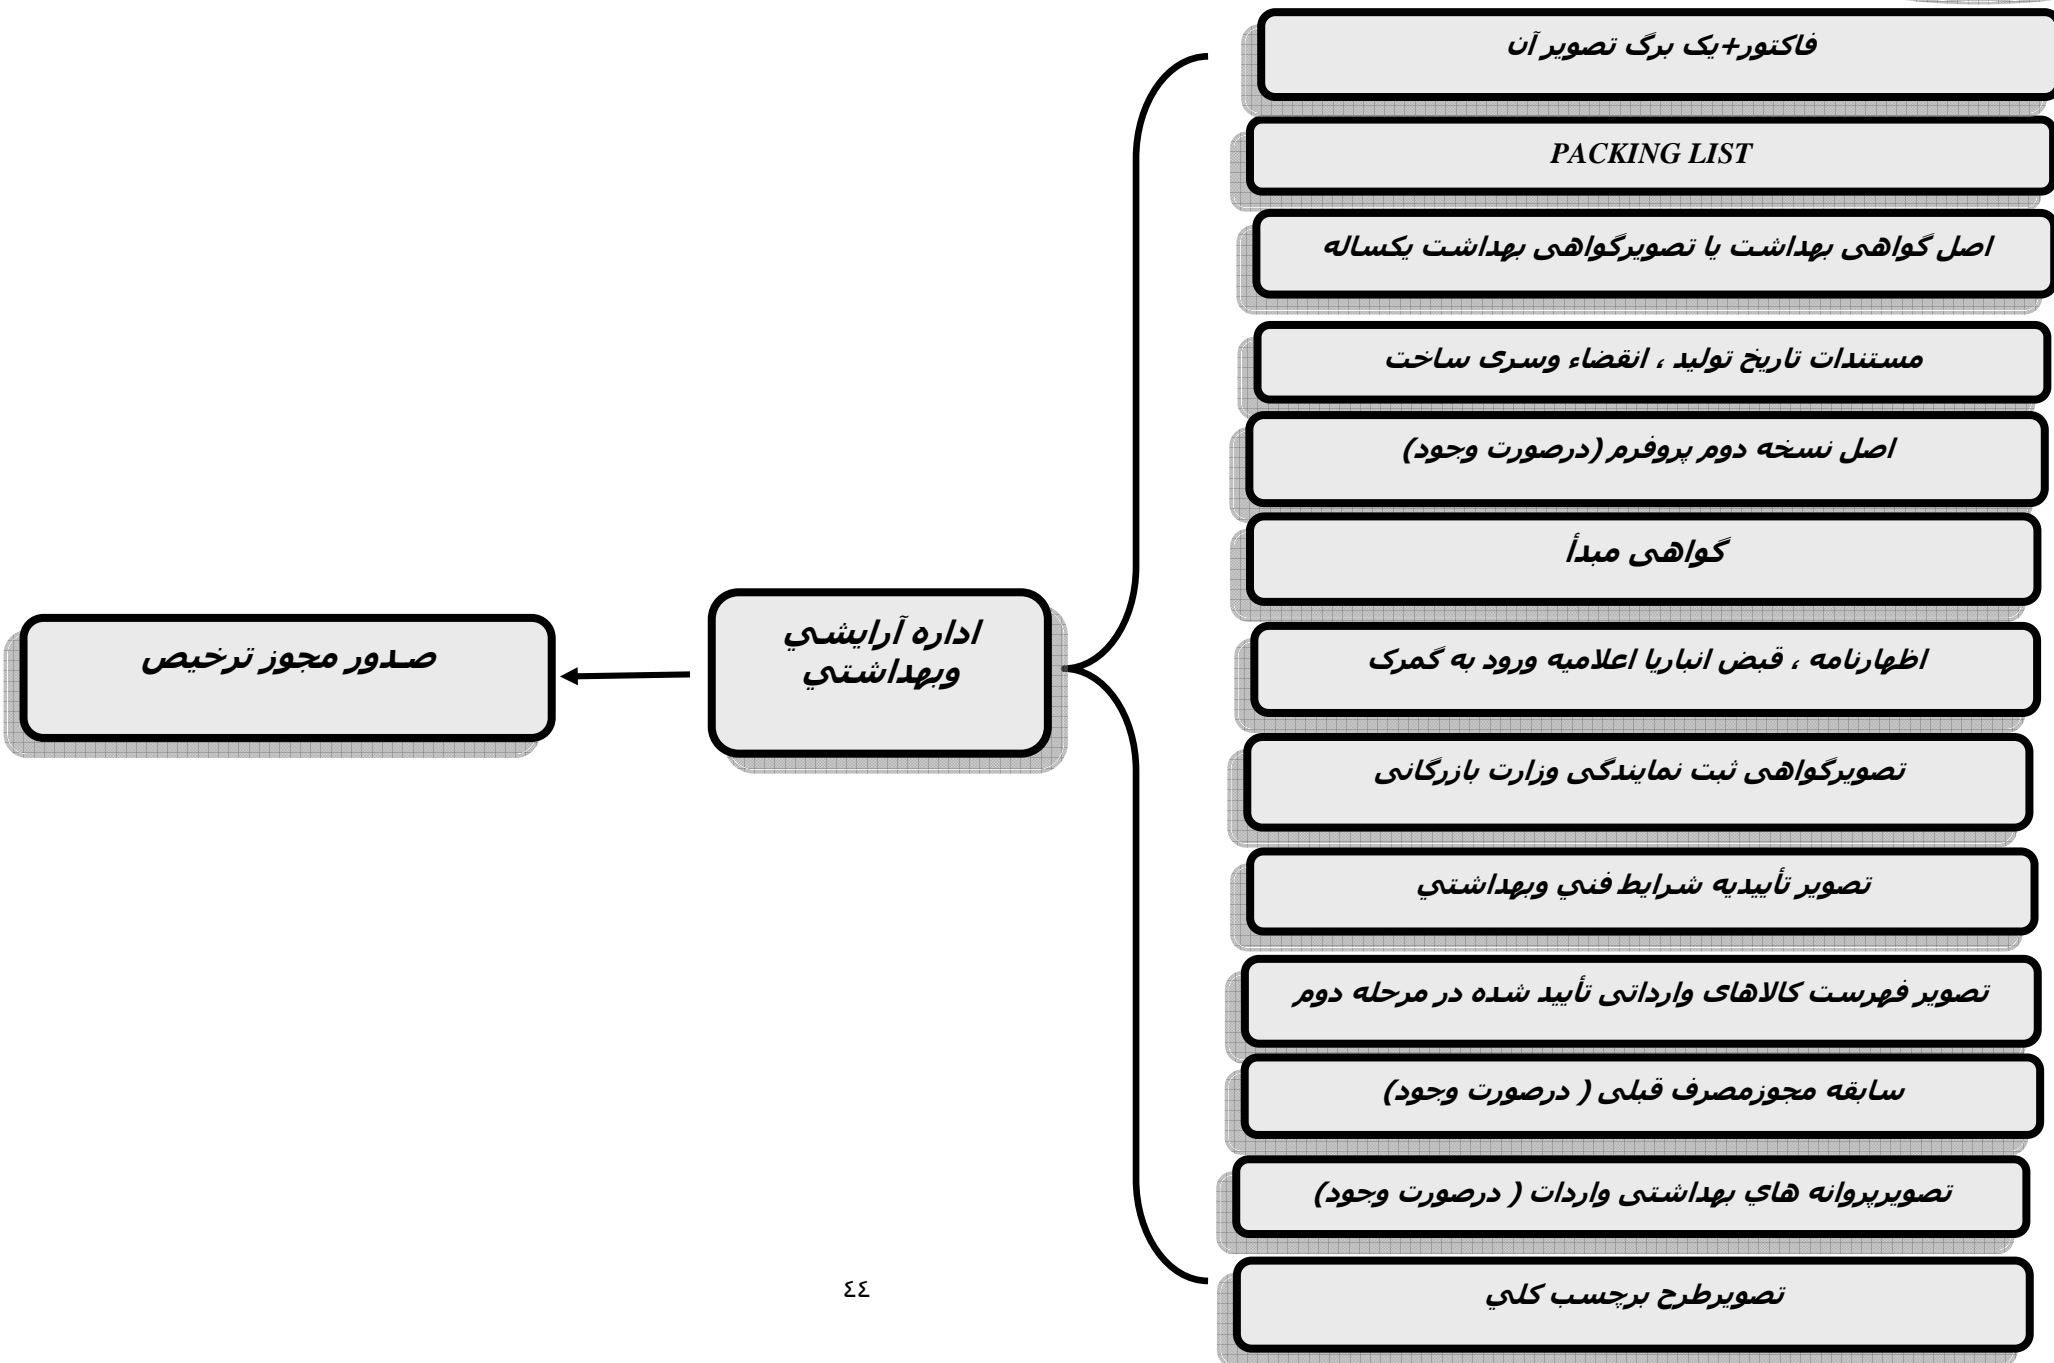 فاکتور+یک برگ تصویر آن
PACKING LIST
اصل گواهی بهداشت یا تصویرگواهی بهداشت یکساله
مستندات تاریخ تولید ، انقضاء وسری ساخت
اصل نسخه دوم پروفرم (درصورت وجود)
گواهی مبدأ
اظهارنامه ، قبض انباریا اعلامیه ورود به گمرک
تصویرگواهی ثبت نمایندگی وزارت بازرگانی
تصویر تأییدیه شرایط فني وبهداشتي
تصویر فهرست کالاهای وارداتی تأیید شده در مرحله دوم
سابقه مجوزمصرف قبلی ( درصورت وجود)
تصویرپروانه هاي بهداشتی واردات ( درصورت وجود)
تصویرطرح برچسب کلي
اداره آرایشي
وبهداشتي
صدور مجوز ترخیص
٤٤